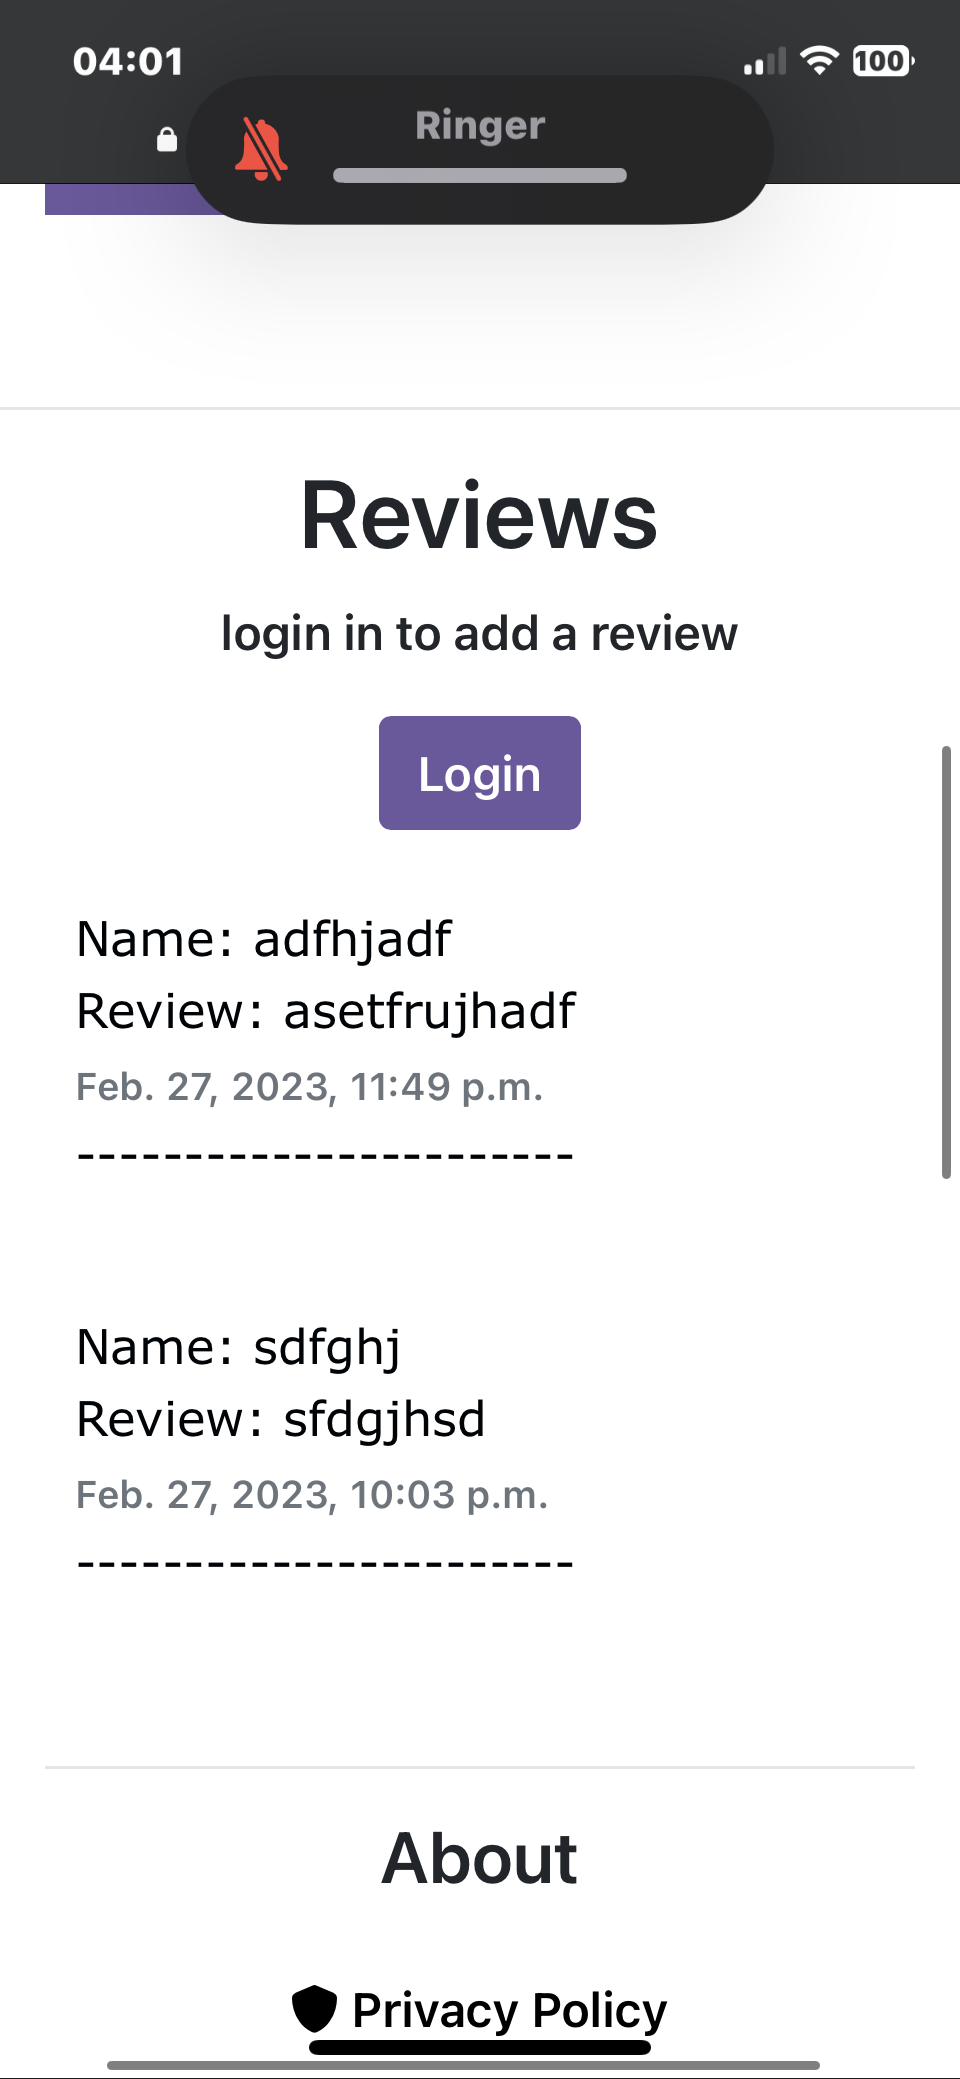 04:01
100
Ringer
Reviews
login in to add a review
Login
Name: adfhjadf
Review: asetfrujhadf
Feb. 27, 2023, 11:49 p.m.
-----------------------
Name: sdfghj
Review: sfdgjhsd
Feb. 27, 2023, 10:03 p.m.
-----------------------
About
Privacy Policy